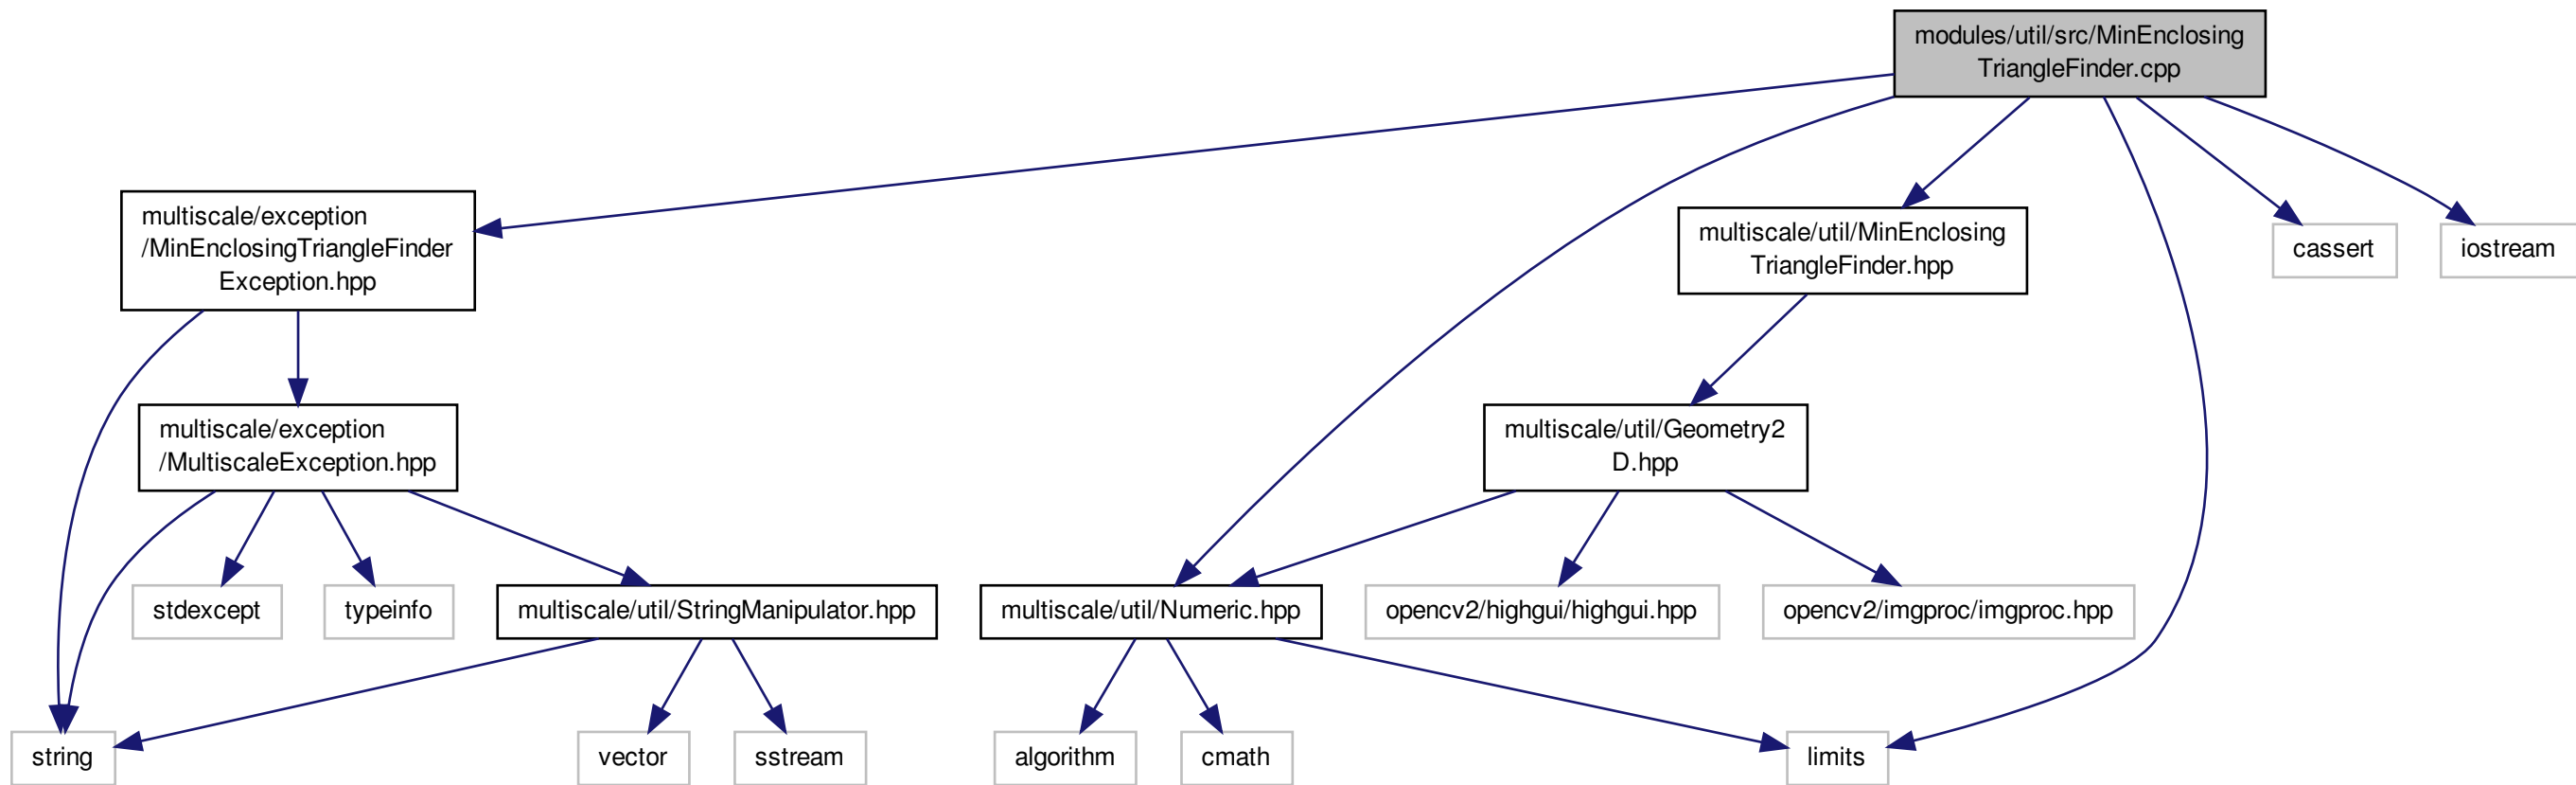 modules/util/src/MinEnclosing
TriangleFinder.cpp
multiscale/exception
/MinEnclosingTriangleFinder
Exception.hpp
multiscale/util/MinEnclosing
TriangleFinder.hpp
cassert
iostream
multiscale/exception
/MultiscaleException.hpp
multiscale/util/Geometry2
D.hpp
stdexcept
typeinfo
multiscale/util/StringManipulator.hpp
multiscale/util/Numeric.hpp
opencv2/highgui/highgui.hpp
opencv2/imgproc/imgproc.hpp
string
vector
sstream
algorithm
cmath
limits